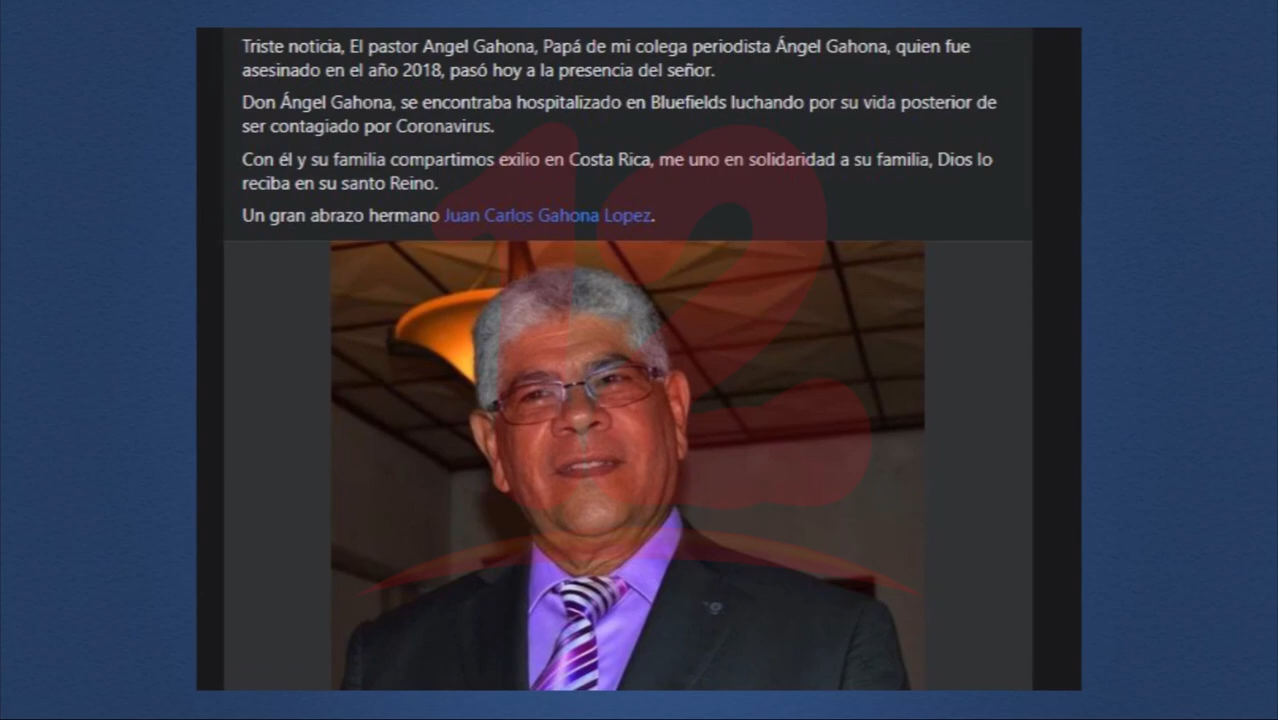 Triste noticia, El pastor Angel Gahona, Papá de mi colega periodista Ángel Gahona, quien fue
asesinado en el año 2018, pasó hoy a la presencia del señor.
Don Ángel Gahona, se encontraba hospitalizado en Bluefields luchando por su vida posterior de
ser contagiado por Coronavirus.
Con él y su familia compartimos exilio en Costa Rica, me uno en solidaridad a su familia, Dios lo
reciba en su santo Reino.
Un gran abrazo hermano Juan Carlos Gahona Lopez.
12